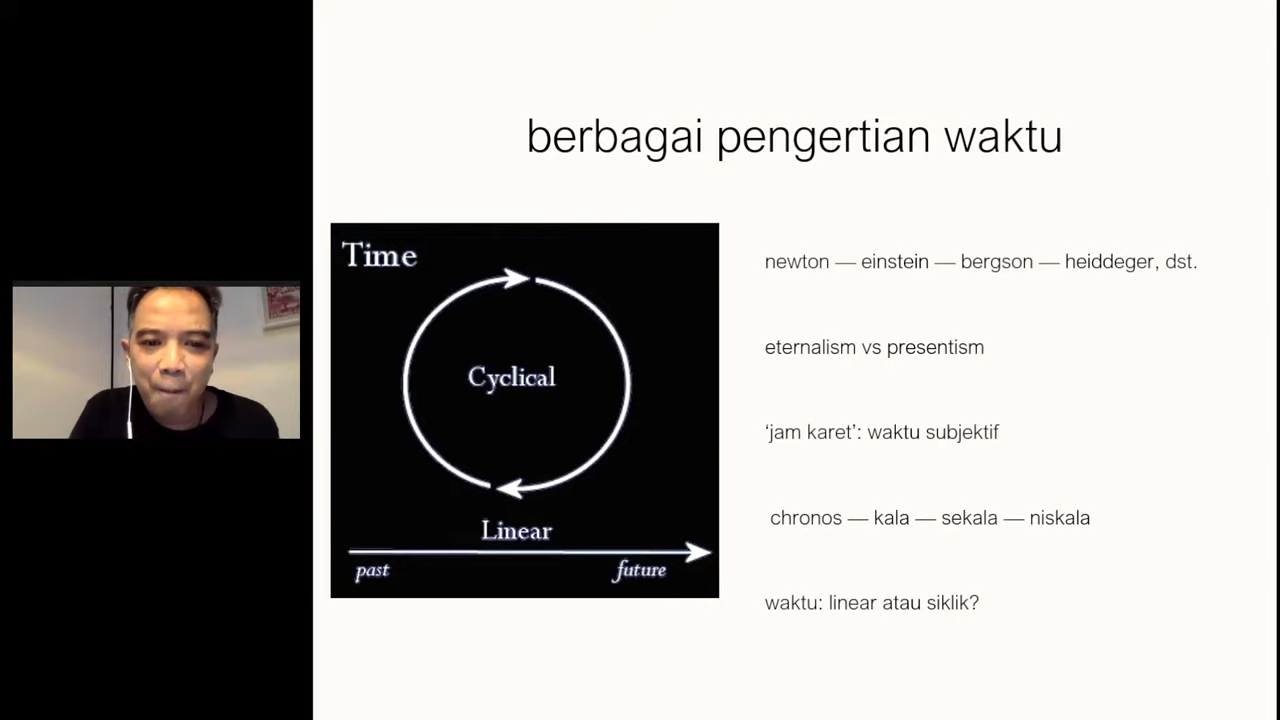 berbagai pengertian waktu
Time
Cyclical
Linear
past
future
newton — einstein — bergson — heiddeger, dst.
eternalism vs presentism
‘jam karet’: waktu subjektif
chronos — kala — sekala — niskala
waktu: linear atau siklik?